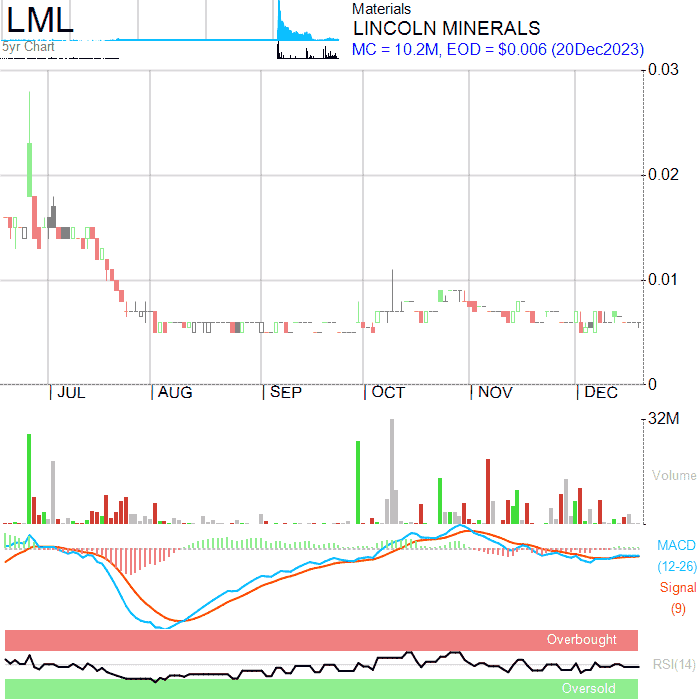 LML
5yr Chart
Materials
LINCOLN MINERALS
MC = 10.2M, EOD = $0.006 (20Dec2023)
0.03
0.02
0.01
0
JUL AUG SEP OCT NOV DEC
32M
Volume
MACD
(12-26)
Signal
(9)
Overbought
RSI(14)
Oversold